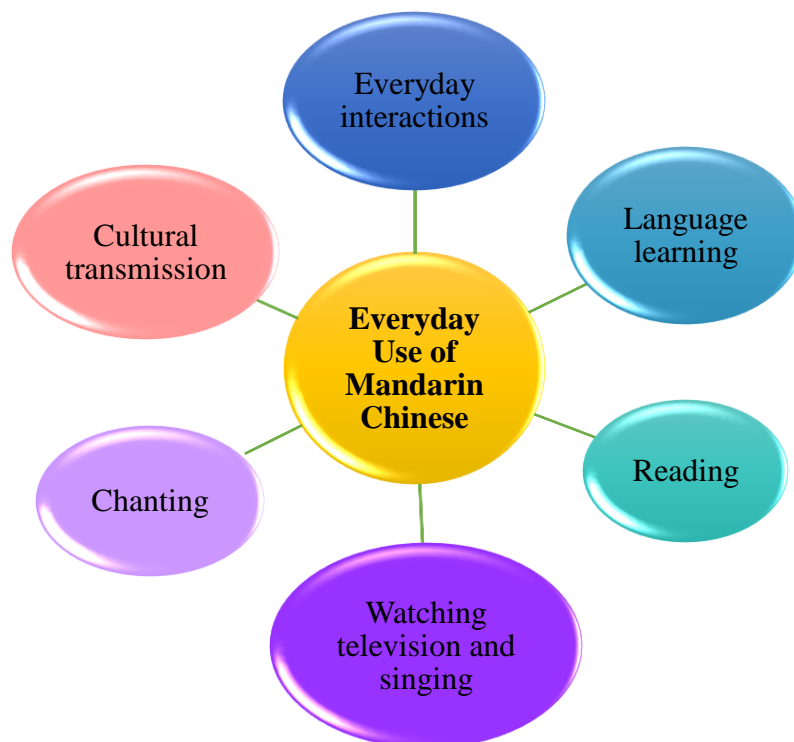 Everyday
interactions
Cultural
transmission
Language
learning
Everyday
Use of
Mandarin
Chinese
Chanting
Reading
Watching
television and
singing